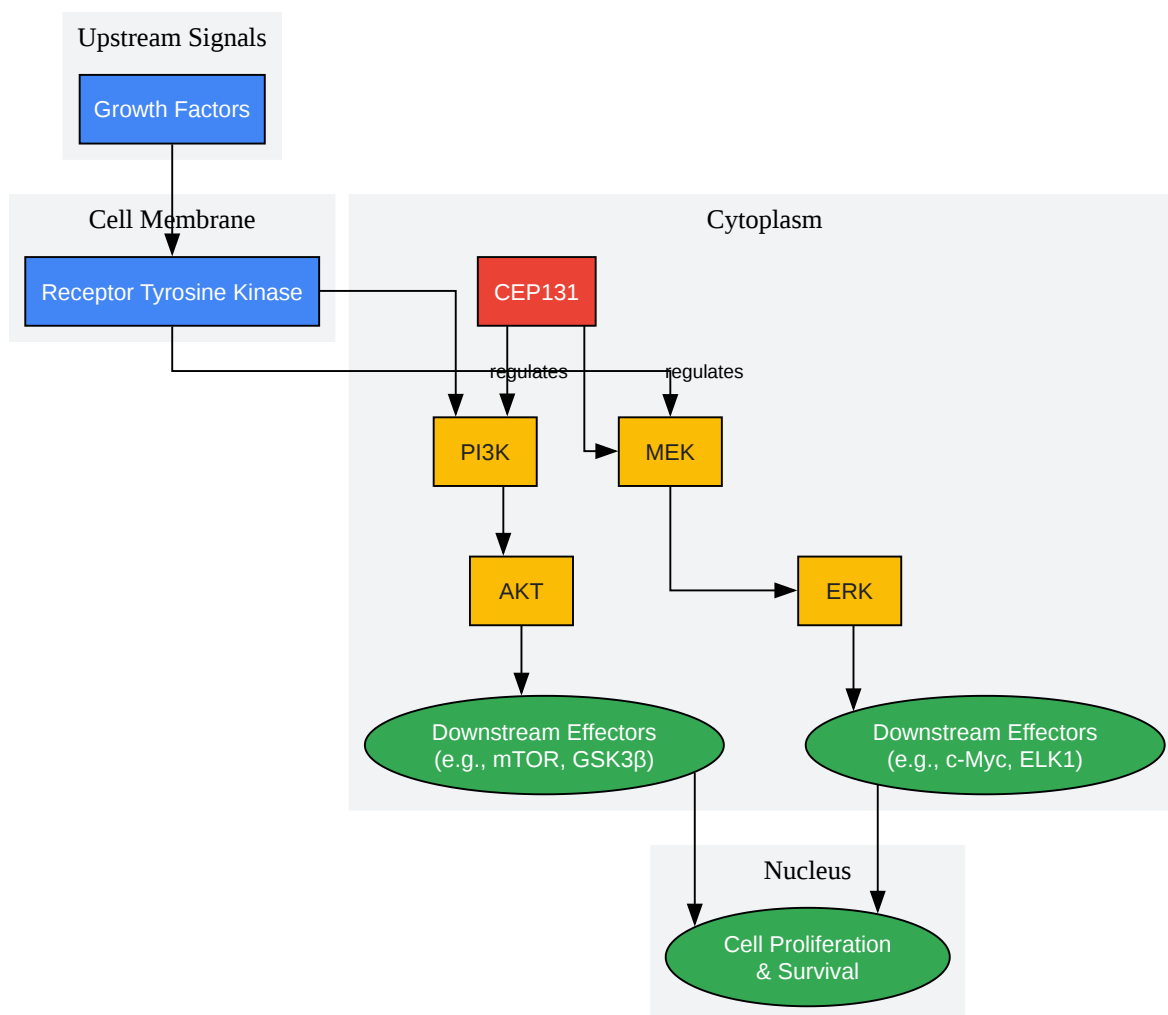 Upstream Signals
Growth Factors
Cell Membrane
Cytoplasm
Receptor Tyrosine Kinase
CEP131
regulates
regulates
PI3K
MEK
AKT
ERK
Downstream Effectors
(e.g., mTOR, GSK3β)
Downstream Effectors
(e.g., c-Myc, ELK1)
Nucleus
Cell Proliferation
& Survival